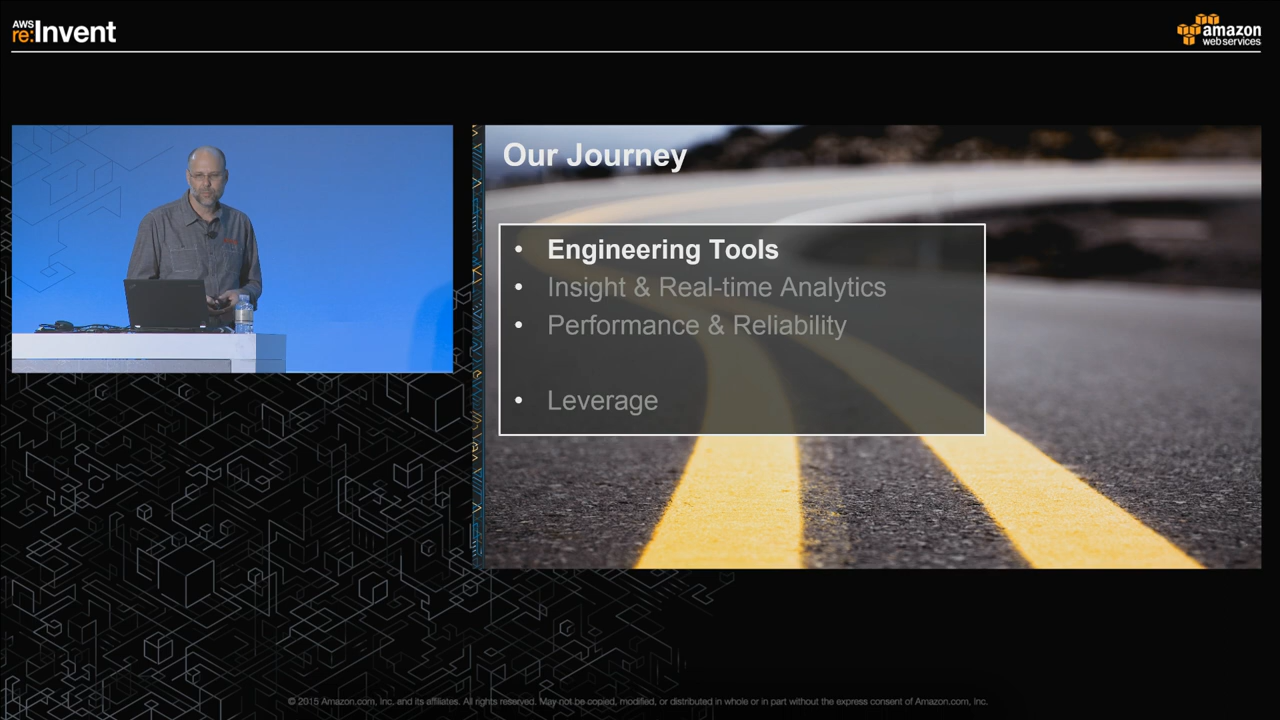 AWS
re:Invent
amazon
web services
Our Journey
• Engineering Tools
• Insight & Real-time Analytics
• Performance & Reliability
• Leverage
© 2015 Amazon.com, Inc. and its affiliates. All rights reserved. May not be copied, modified, or distributed in whole or in part without the express consent of Amazon.com, Inc.